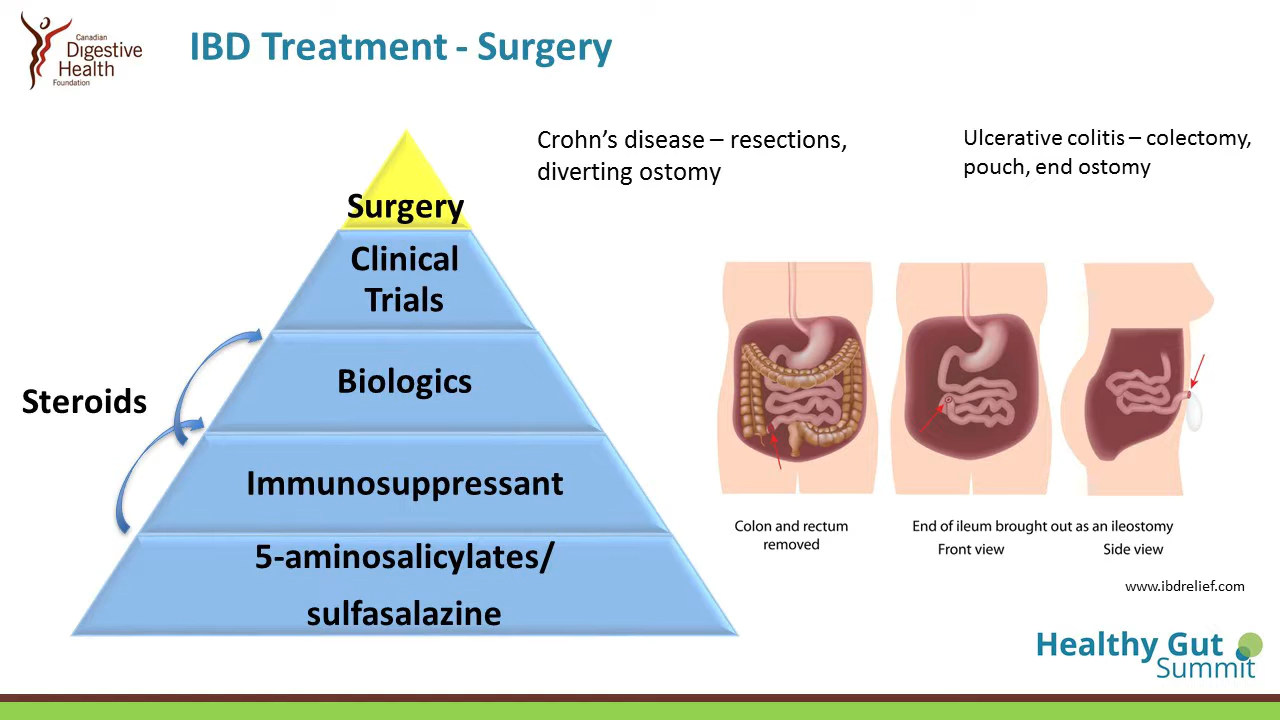 Canadian
Digestive
Health
Foundation
IBD Treatment - Surgery
Crohn’s disease – resections,
diverting ostomy
Ulcerative colitis – colectomy,
pouch, end ostomy
Surgery
Clinical
Trials
Biologics
Steroids
Immunosuppressant
5-aminosalicylates/
sulfasalazine
Colon and rectum
removed
End of ileum brought out as an ileostomy
Front view
Side view
www.ibdrelief.com
Healthy Gut
Summit